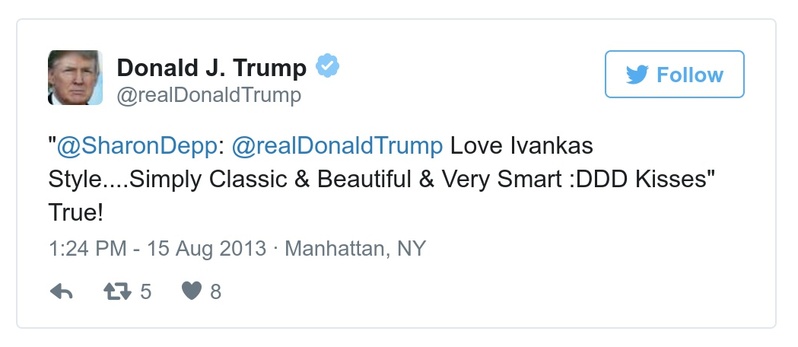 Donald J. Trump
@realDonaldTrump
Follow
"@SharonDepp: @realDonaldTrump Love Ivankas
Style....Simply Classic & Beautiful & Very Smart :DDD Kisses"
True!
1:24 PM - 15 Aug 2013 · Manhattan, NY
5 8